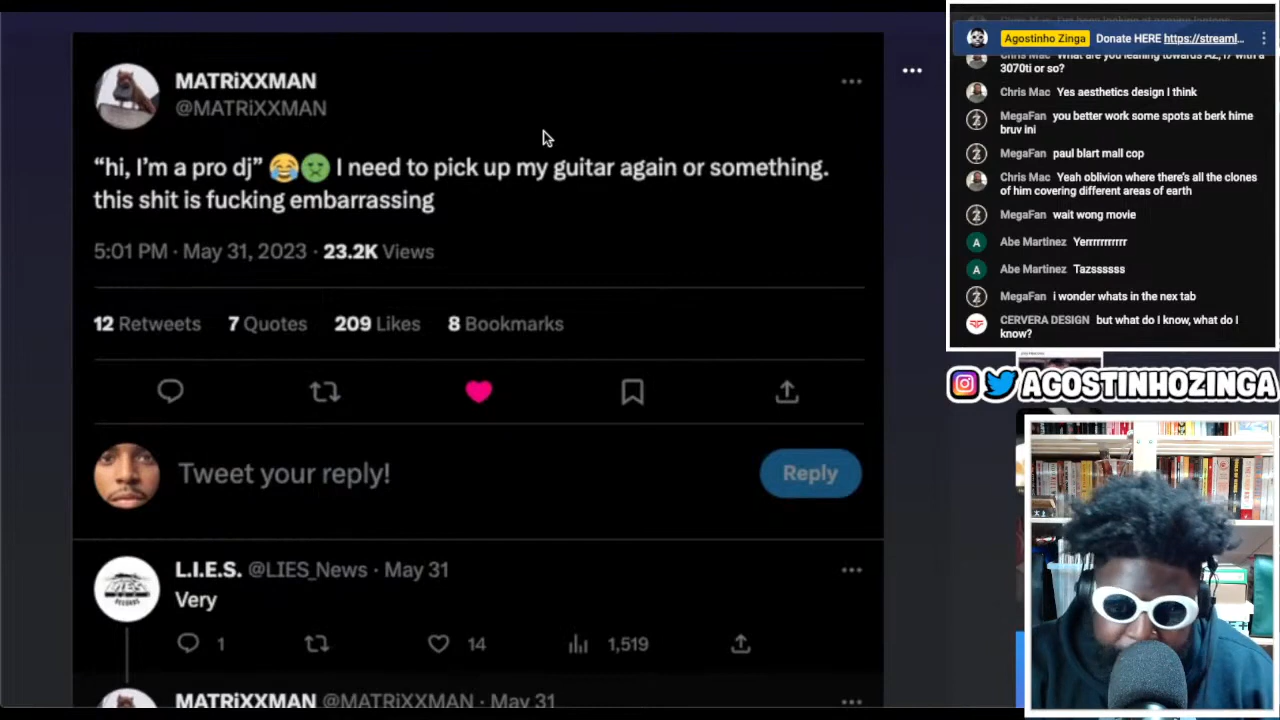 MATRiXXMAN
@MATRiXXMAN
“hi, I’m a pro dj” 😂🤢 I need to pick up my guitar again or something.
this shit is fucking embarrassing
5:01 PM · May 31, 2023 · 23.2K Views
12 Retweets 7 Quotes 209 Likes 8 Bookmarks
Tweet your reply!
Reply
L.I.E.S. @LIES_News · May 31
Very
1 14 1,519
MATRiXXMAN @MATRiXXMAN · May 31
Agostinho Zinga Donate HERE https://streaml...
Chris Mac What are you leaning towards AZ, i7 with a
3070ti or so?
Chris Mac Yes aesthetics design I think
MegaFan you better work some spots at berk hime
bruv ini
MegaFan paul blart mall cop
Chris Mac Yeah oblivion where there's all the clones
of him covering different areas of earth
MegaFan wait wong movie
Abe Martinez Yerrrrrrrrrr
Abe Martinez Tazssssss
MegaFan i wonder whats in the nex tab
CERVERA DESIGN but what do I know, what do I
know?
AGOSTINHOZINGA